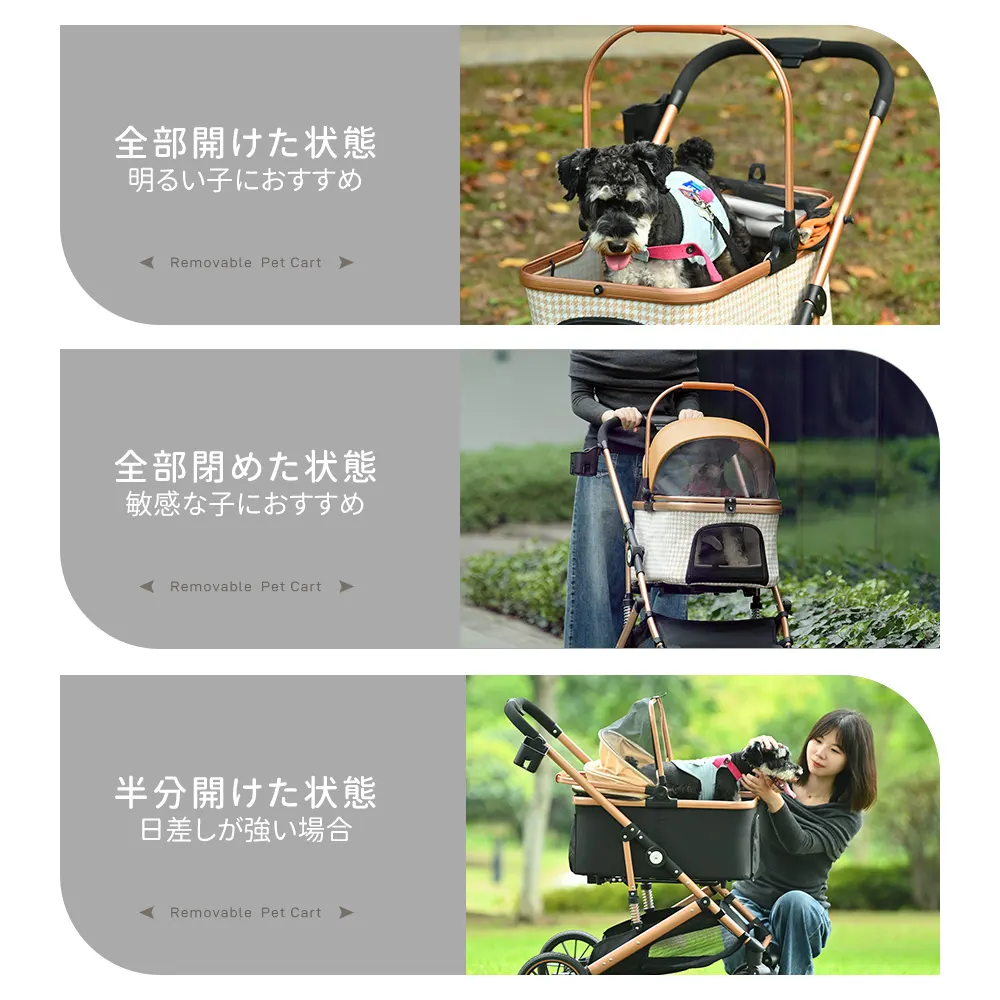 全部開けた状態
明るい子におすすめ
Removable Pet Cart
全部閉めた状態
敏感な子におすすめ
Removable Pet Cart
半分開けた状態
日差しが強い場合
Removable Pet Cart